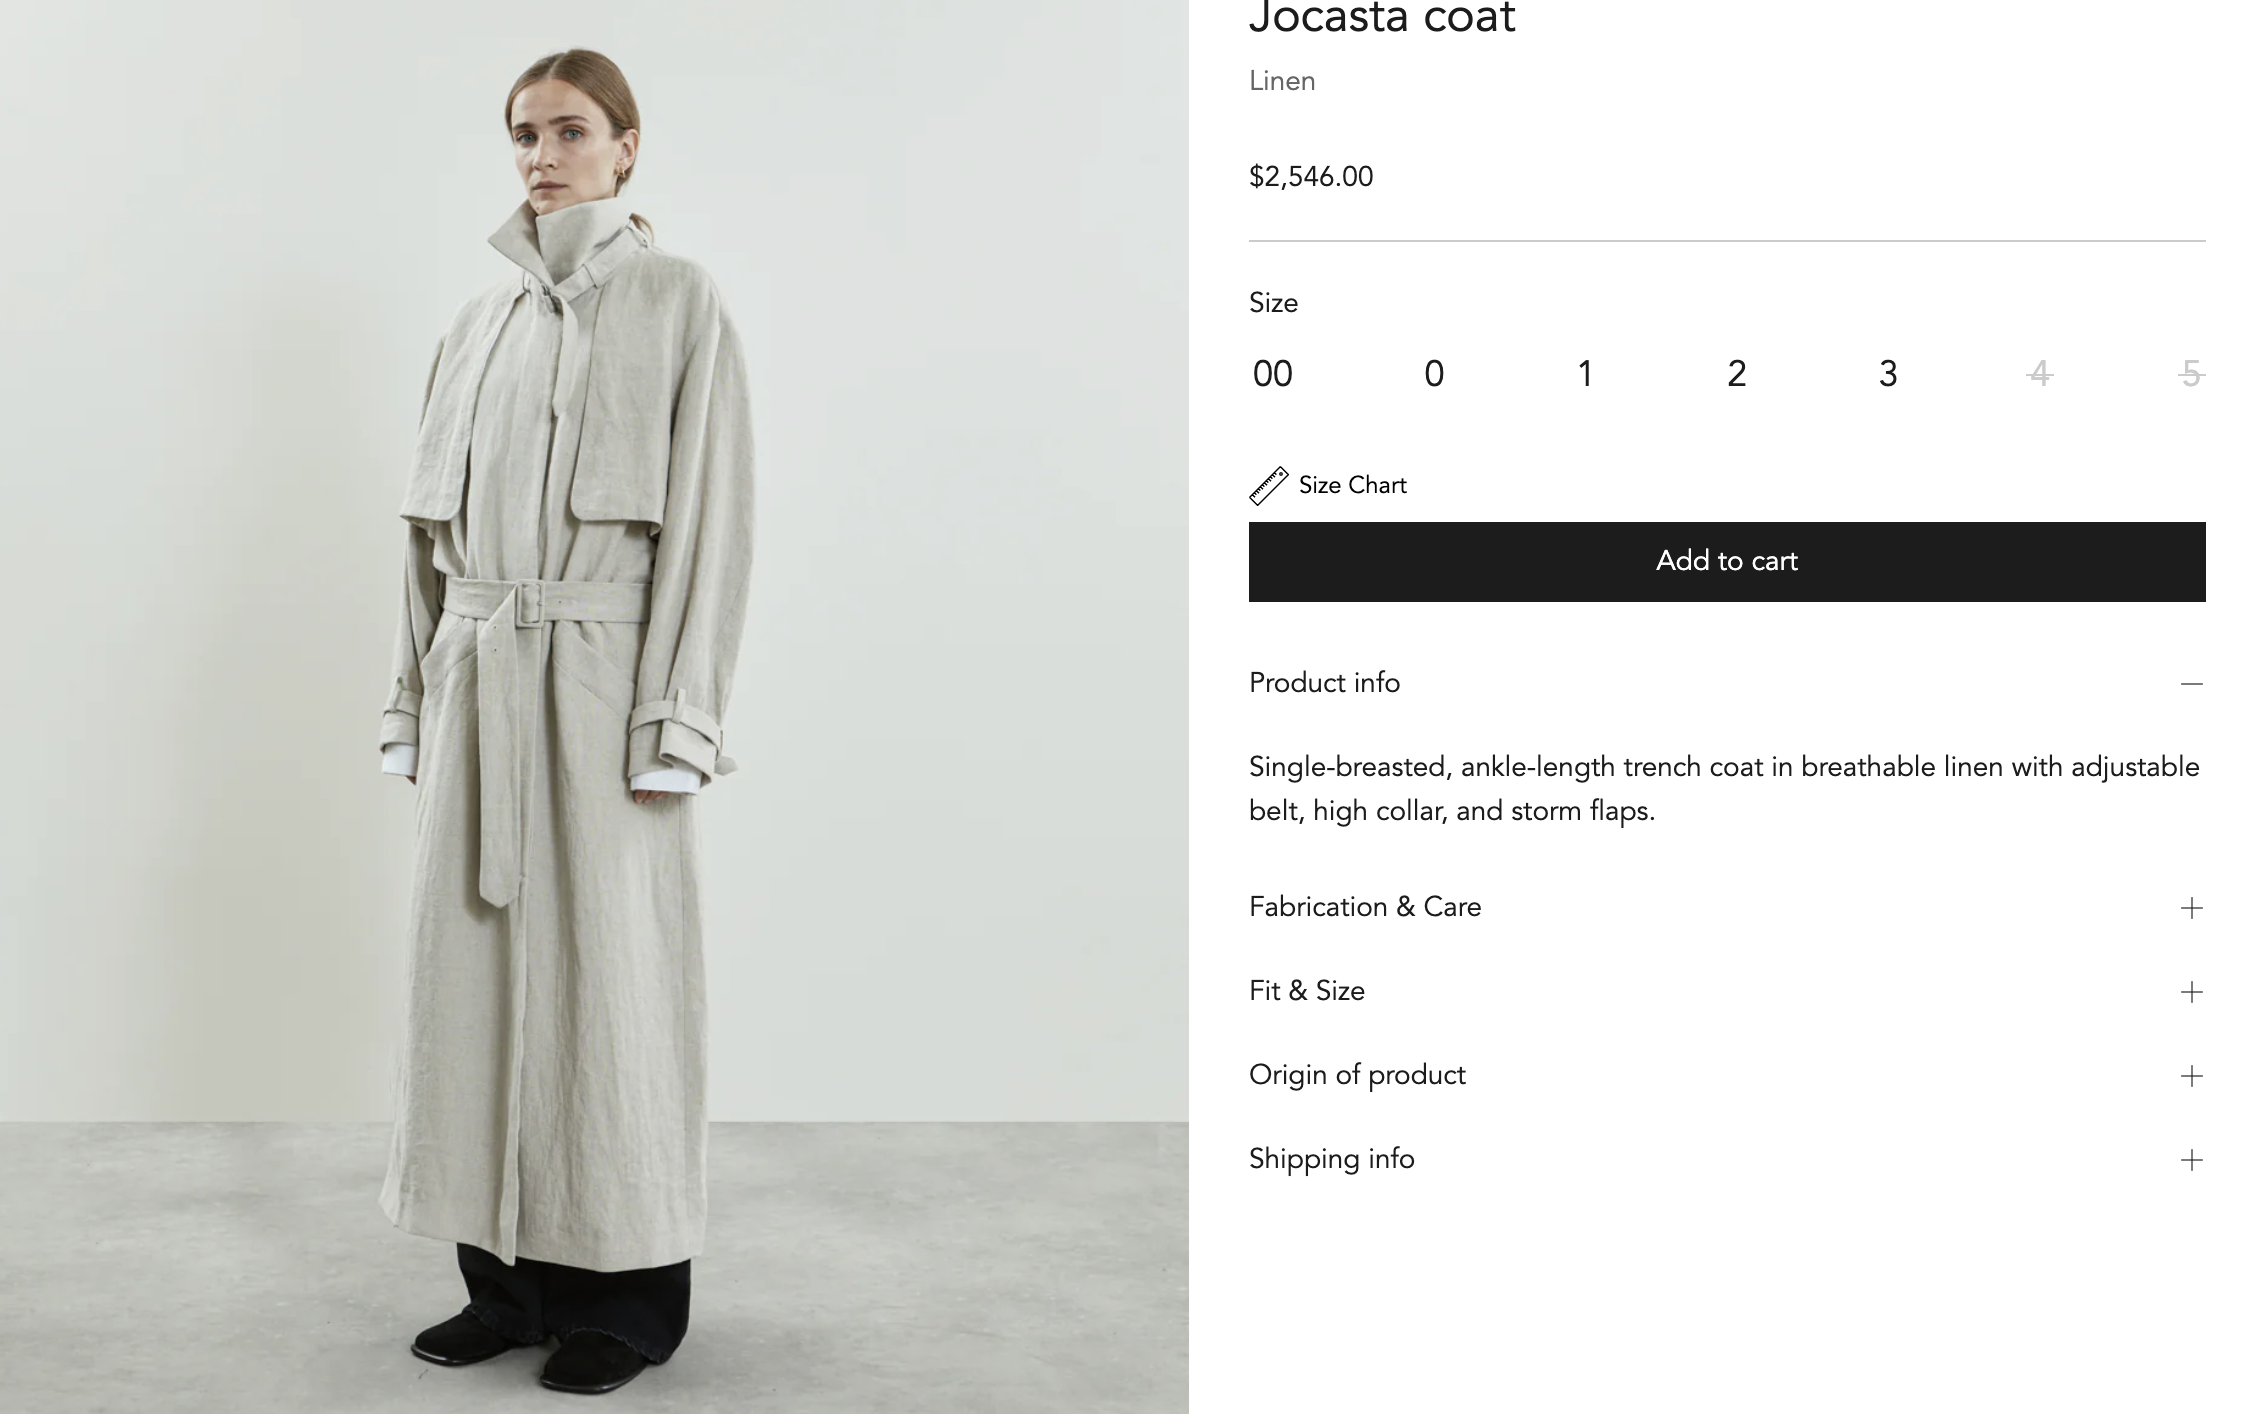 Jocasta coat
Linen
$2,546.00
Size
00 0 1 2 3 4 5
Size Chart
Add to cart
Product info
Single-breasted, ankle-length trench coat in breathable linen with adjustable
belt, high collar, and storm flaps.
Fabrication & Care
Fit & Size
Origin of product
Shipping info